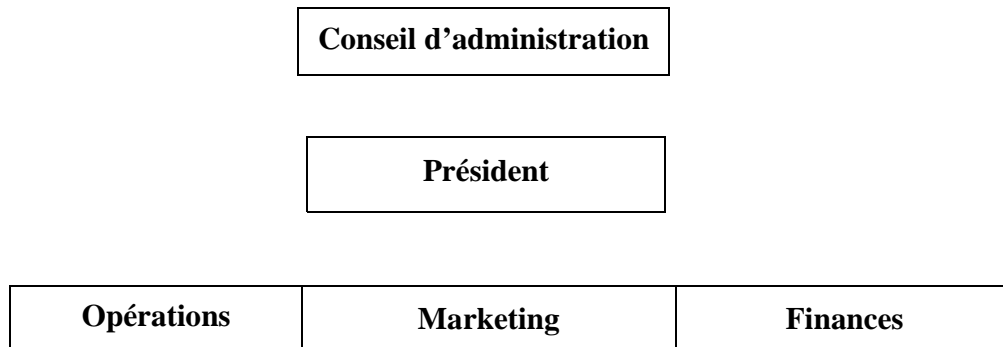 Conseil d’administration
Président
Opérations Marketing Finances